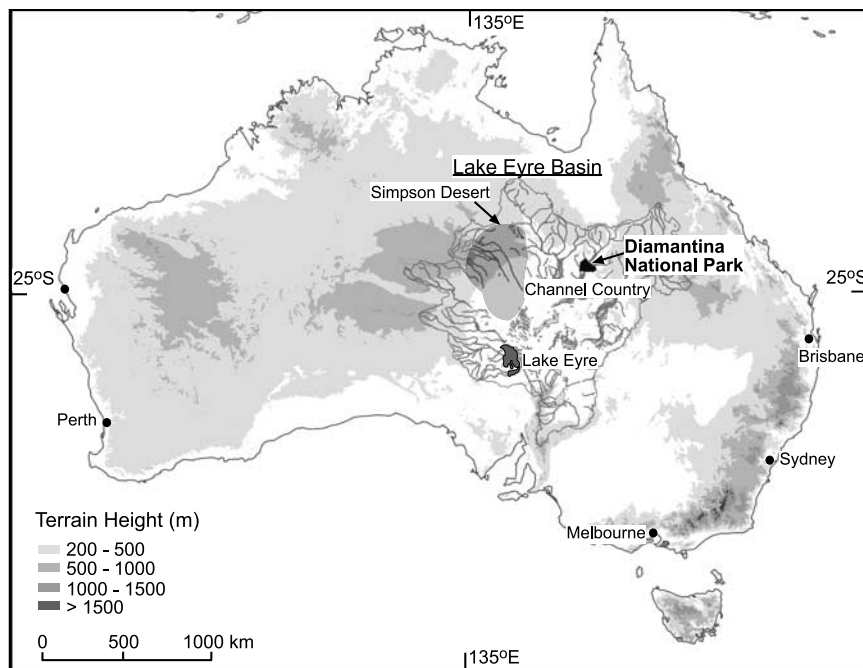 135oE
Lake Eyre Basin
Simpson Desert
Diamantina
National Park
25oS
25oS
Channel Country
Lake Eyre
Brisbane
Perth
Sydney
Melbourne
Terrain Height (m)
200 - 500
500 - 1000
1000 - 1500
> 1500
0 500 1000 km
135oE